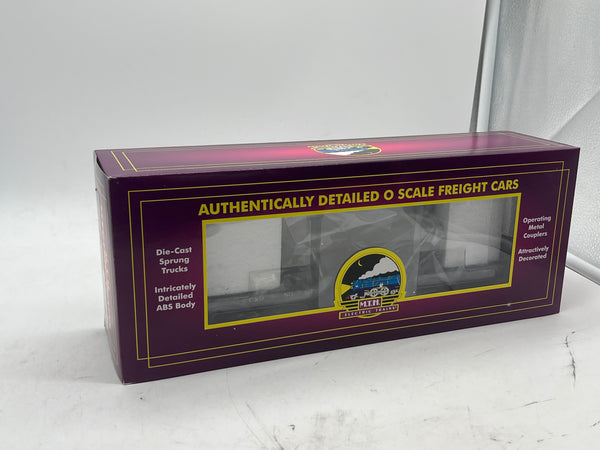 AUTHENTICALLY DETAILED O SCALE FREIGHT CARS
Die-Cast
Sprung
Trucks
Intricately
Detailed
ABS Body
Operating
Metal
Couplers
Attractively
Decorated
M.T.H.
ELECTRIC TRAINS